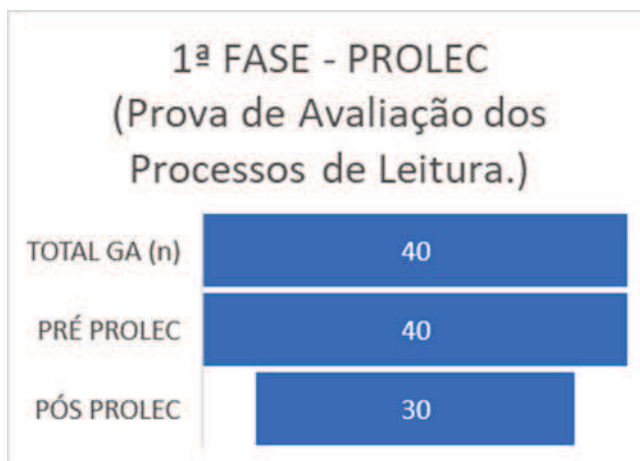 1ª FASE - PROLEC
(Prova de Avaliação dos
Processos de Leitura.)
TOTAL GA (n)
40
PRÉ PROLEC
40
PÓS PROLEC
30